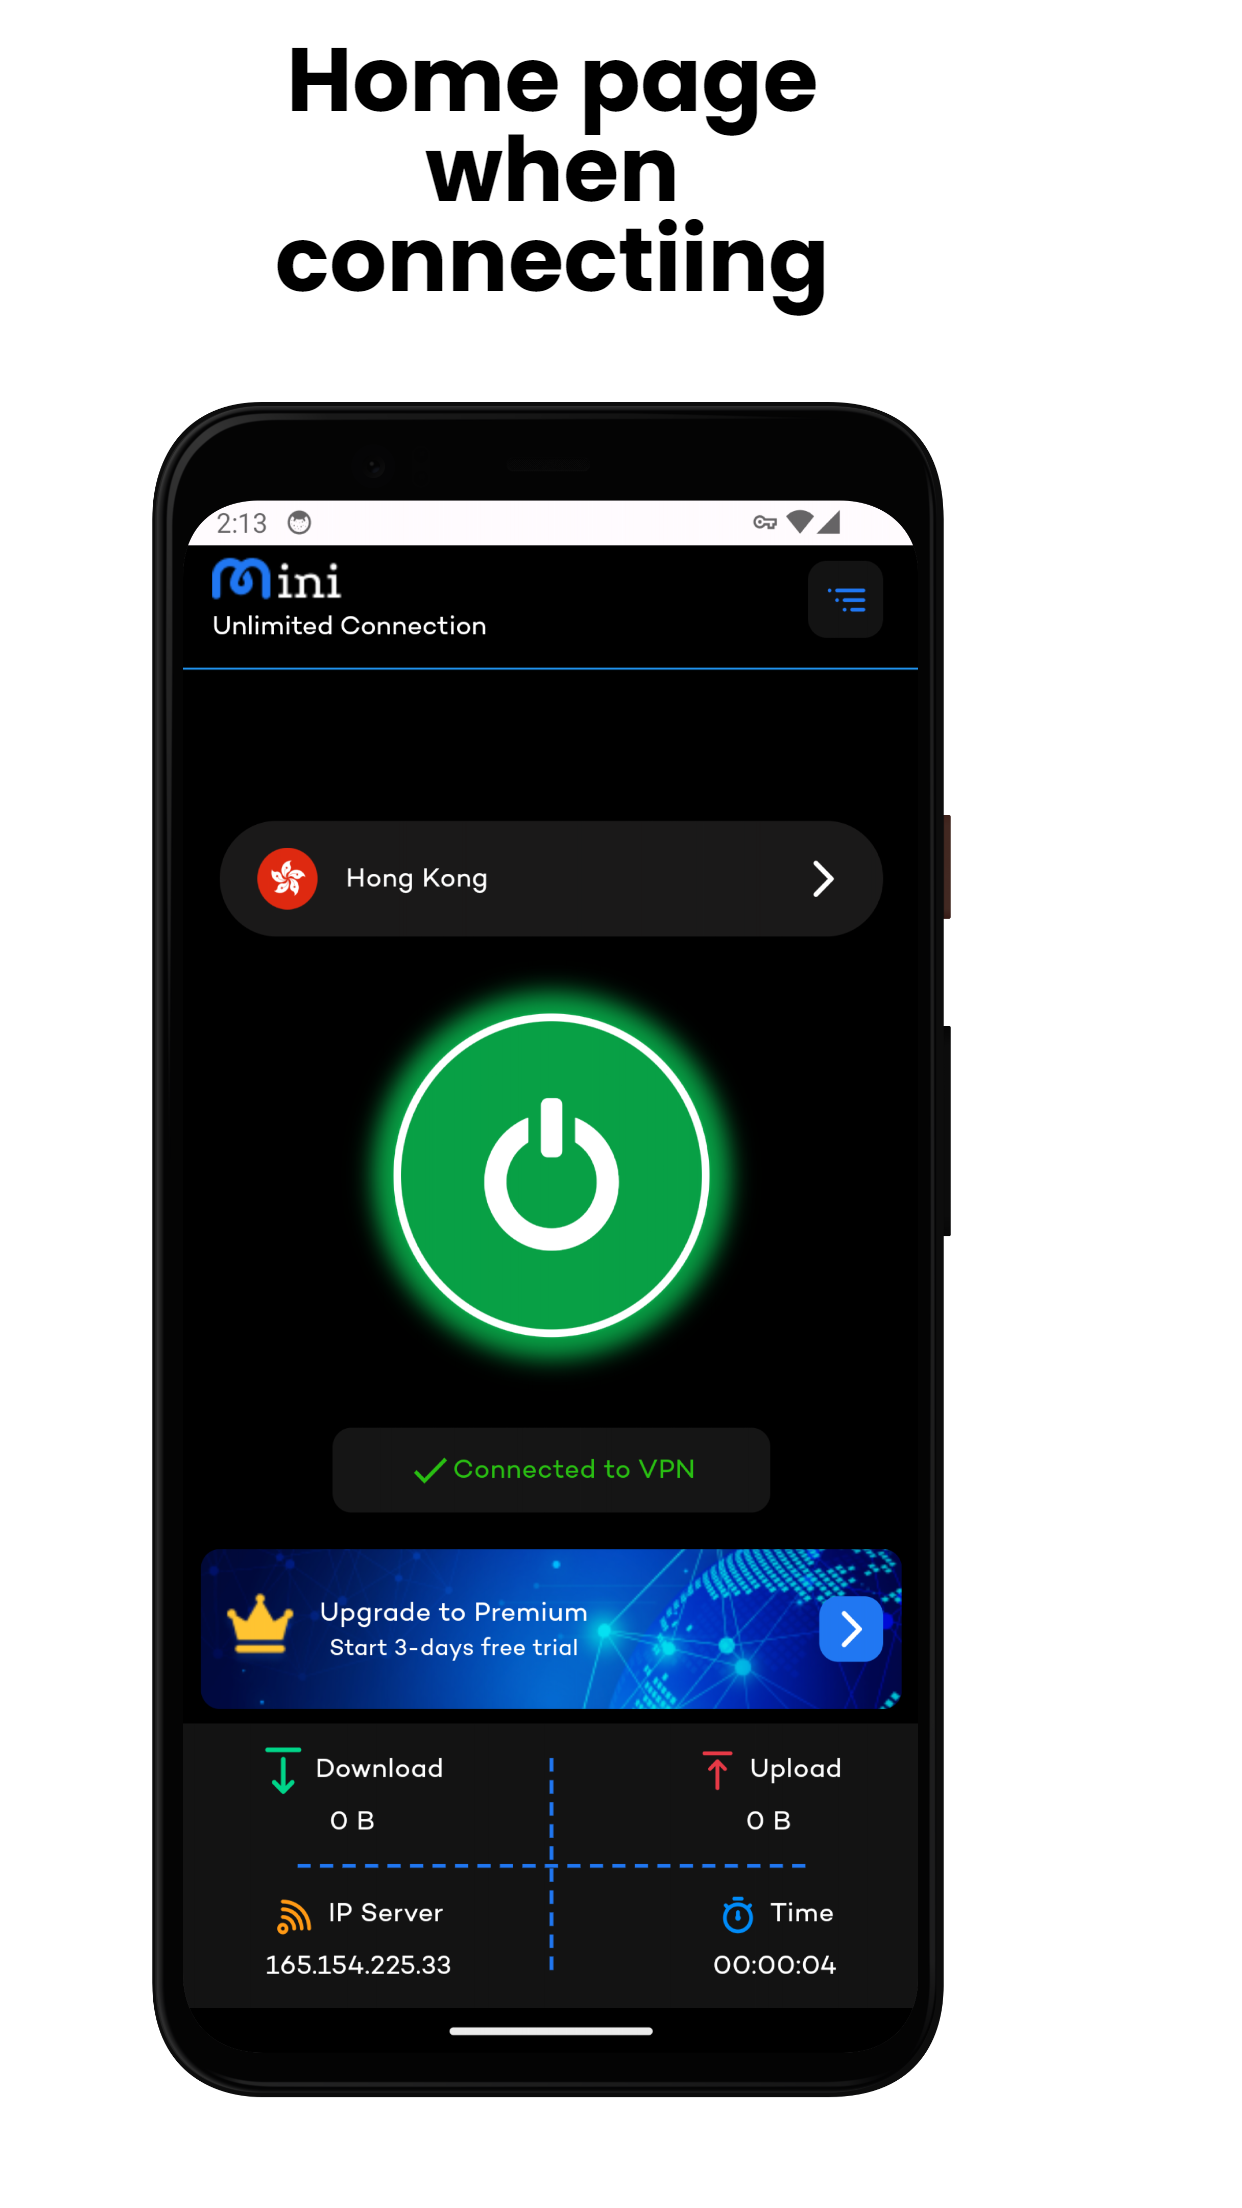 Home page
when
connectiing
2:13
Mini
Unlimited Connection
Hong Kong
Connected to VPN
Upgrade to Premium
Start 3-days free trial
Download
Upload
0 B
0 B
IP Server
Time
165.154.225.33
00:00:04